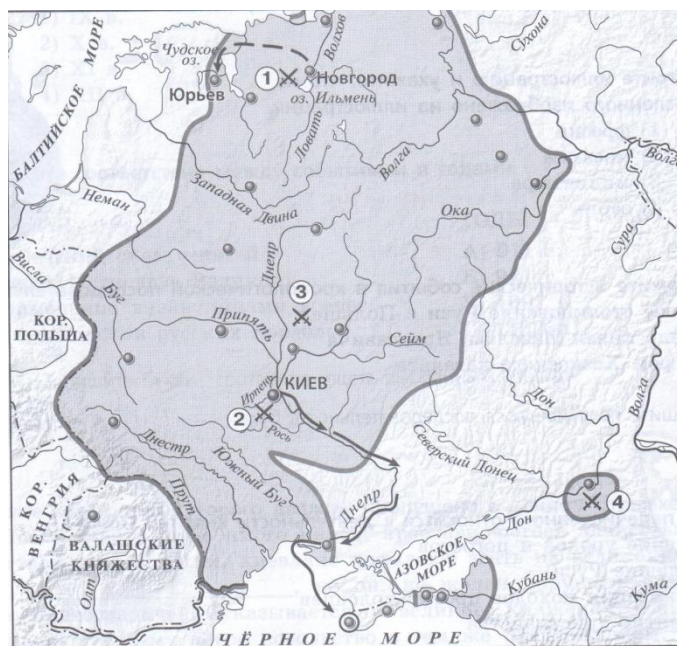 БАЛТИЙСКОЕ МОРЕ
Чудское
оз.
1
Волхов
Новгород
Юрьев
оз. Ильмень
Ловать
Сухона
Волга
Волга
Западная Двина
Неман
Ока
Сура
Висла
Буг
Днепр
КОР.
ПОЛЬША
Припять
3
Сейм
Ирпень
КИЕВ
2
Рось
Дон
Волга
Северский Донец
Днестр
Южный Буг
Прут
Днепр
4
Дон
КОР.
ВЕНГРИЯ
ВАЛАШСКИЕ
КНЯЖЕСТВА
Олт
АЗОВСКОЕ
МОРЕ
Кубань
Кума
ЧЁРНОЕ МОРЕ